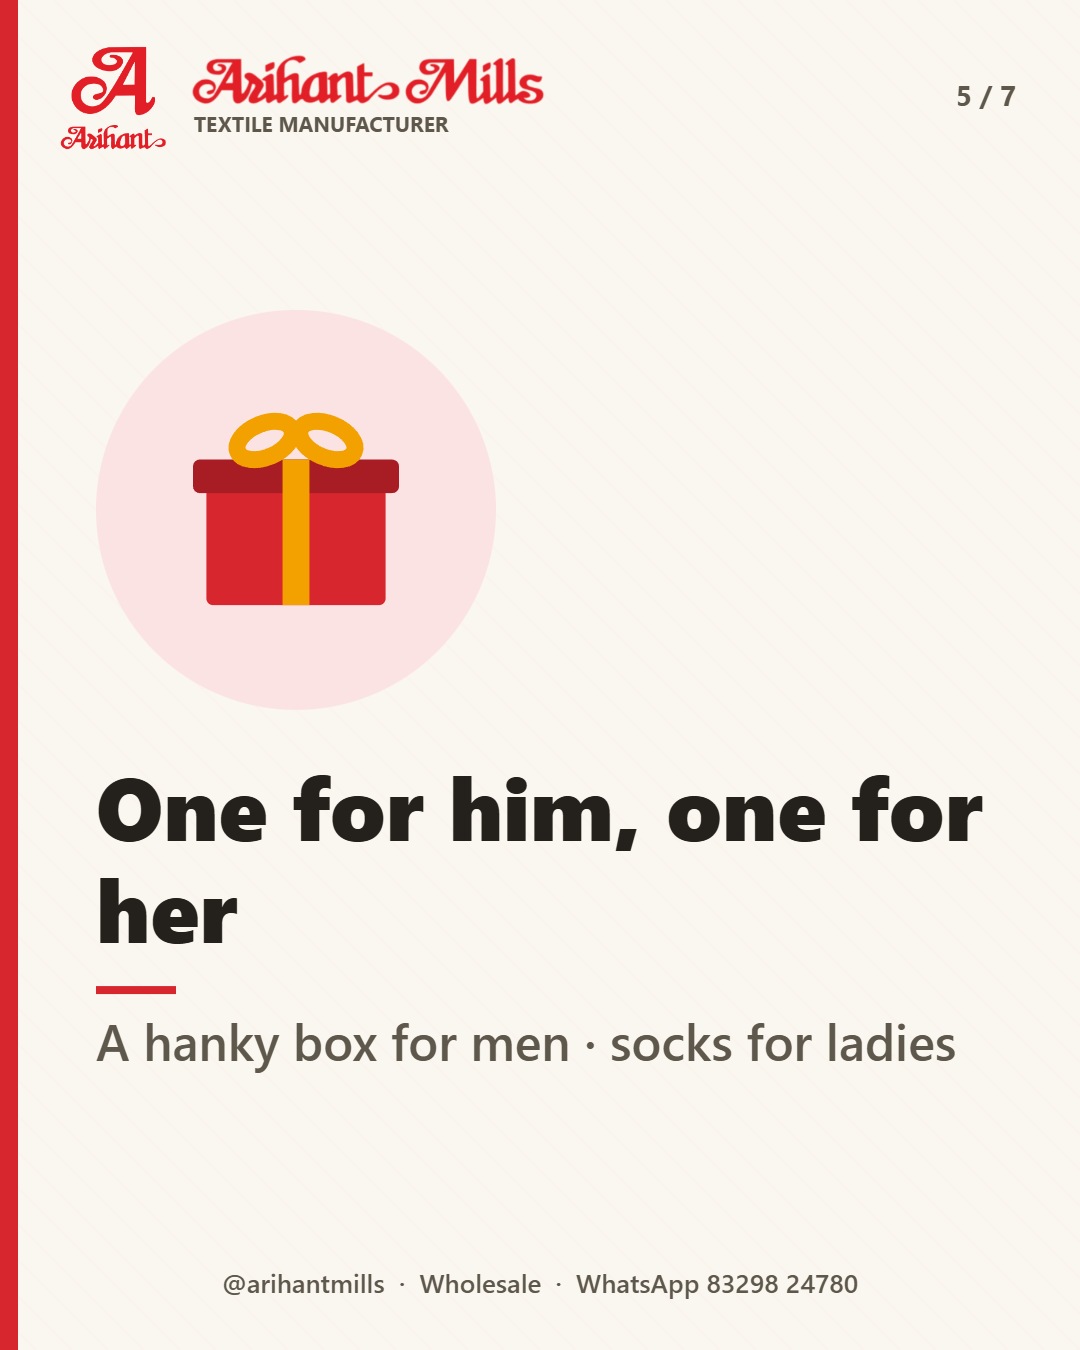 A
Arihant
Arihant Mills
TEXTILE MANUFACTURER
5 / 7
One for him, one for
her
A hanky box for men · socks for ladies
@arihantmills · Wholesale · WhatsApp 83298 24780